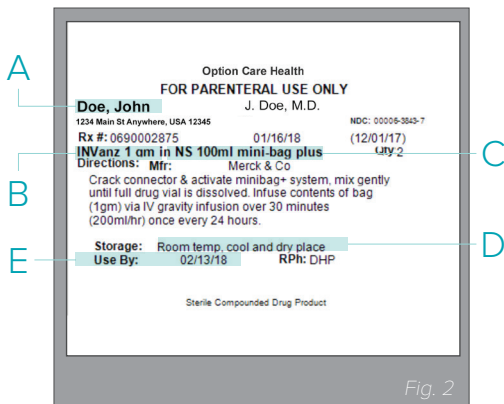 Option Care Health
FOR PARENTERAL USE ONLY
A
Doe, John J. Doe, M.D.
1234 Main St Anywhere, USA 12345 NDC: 00006-3843-7
Rx #: 0690002875 01/16/18 (12/01/17)
B INVanz 1 gm in NS 100ml mini-bag plus Qty:2 C
Directions: Mfr: Merck & Co
Crack connector & activate minibag+ system, mix gently
until full drug vial is dissolved. Infuse contents of bag
(1gm) via IV gravity infusion over 30 minutes
(200ml/hr) once every 24 hours.
Storage: Room temp, cool and dry place D
E Use By: 02/13/18 RPh: DHP
Sterile Compounded Drug Product
Fig. 2